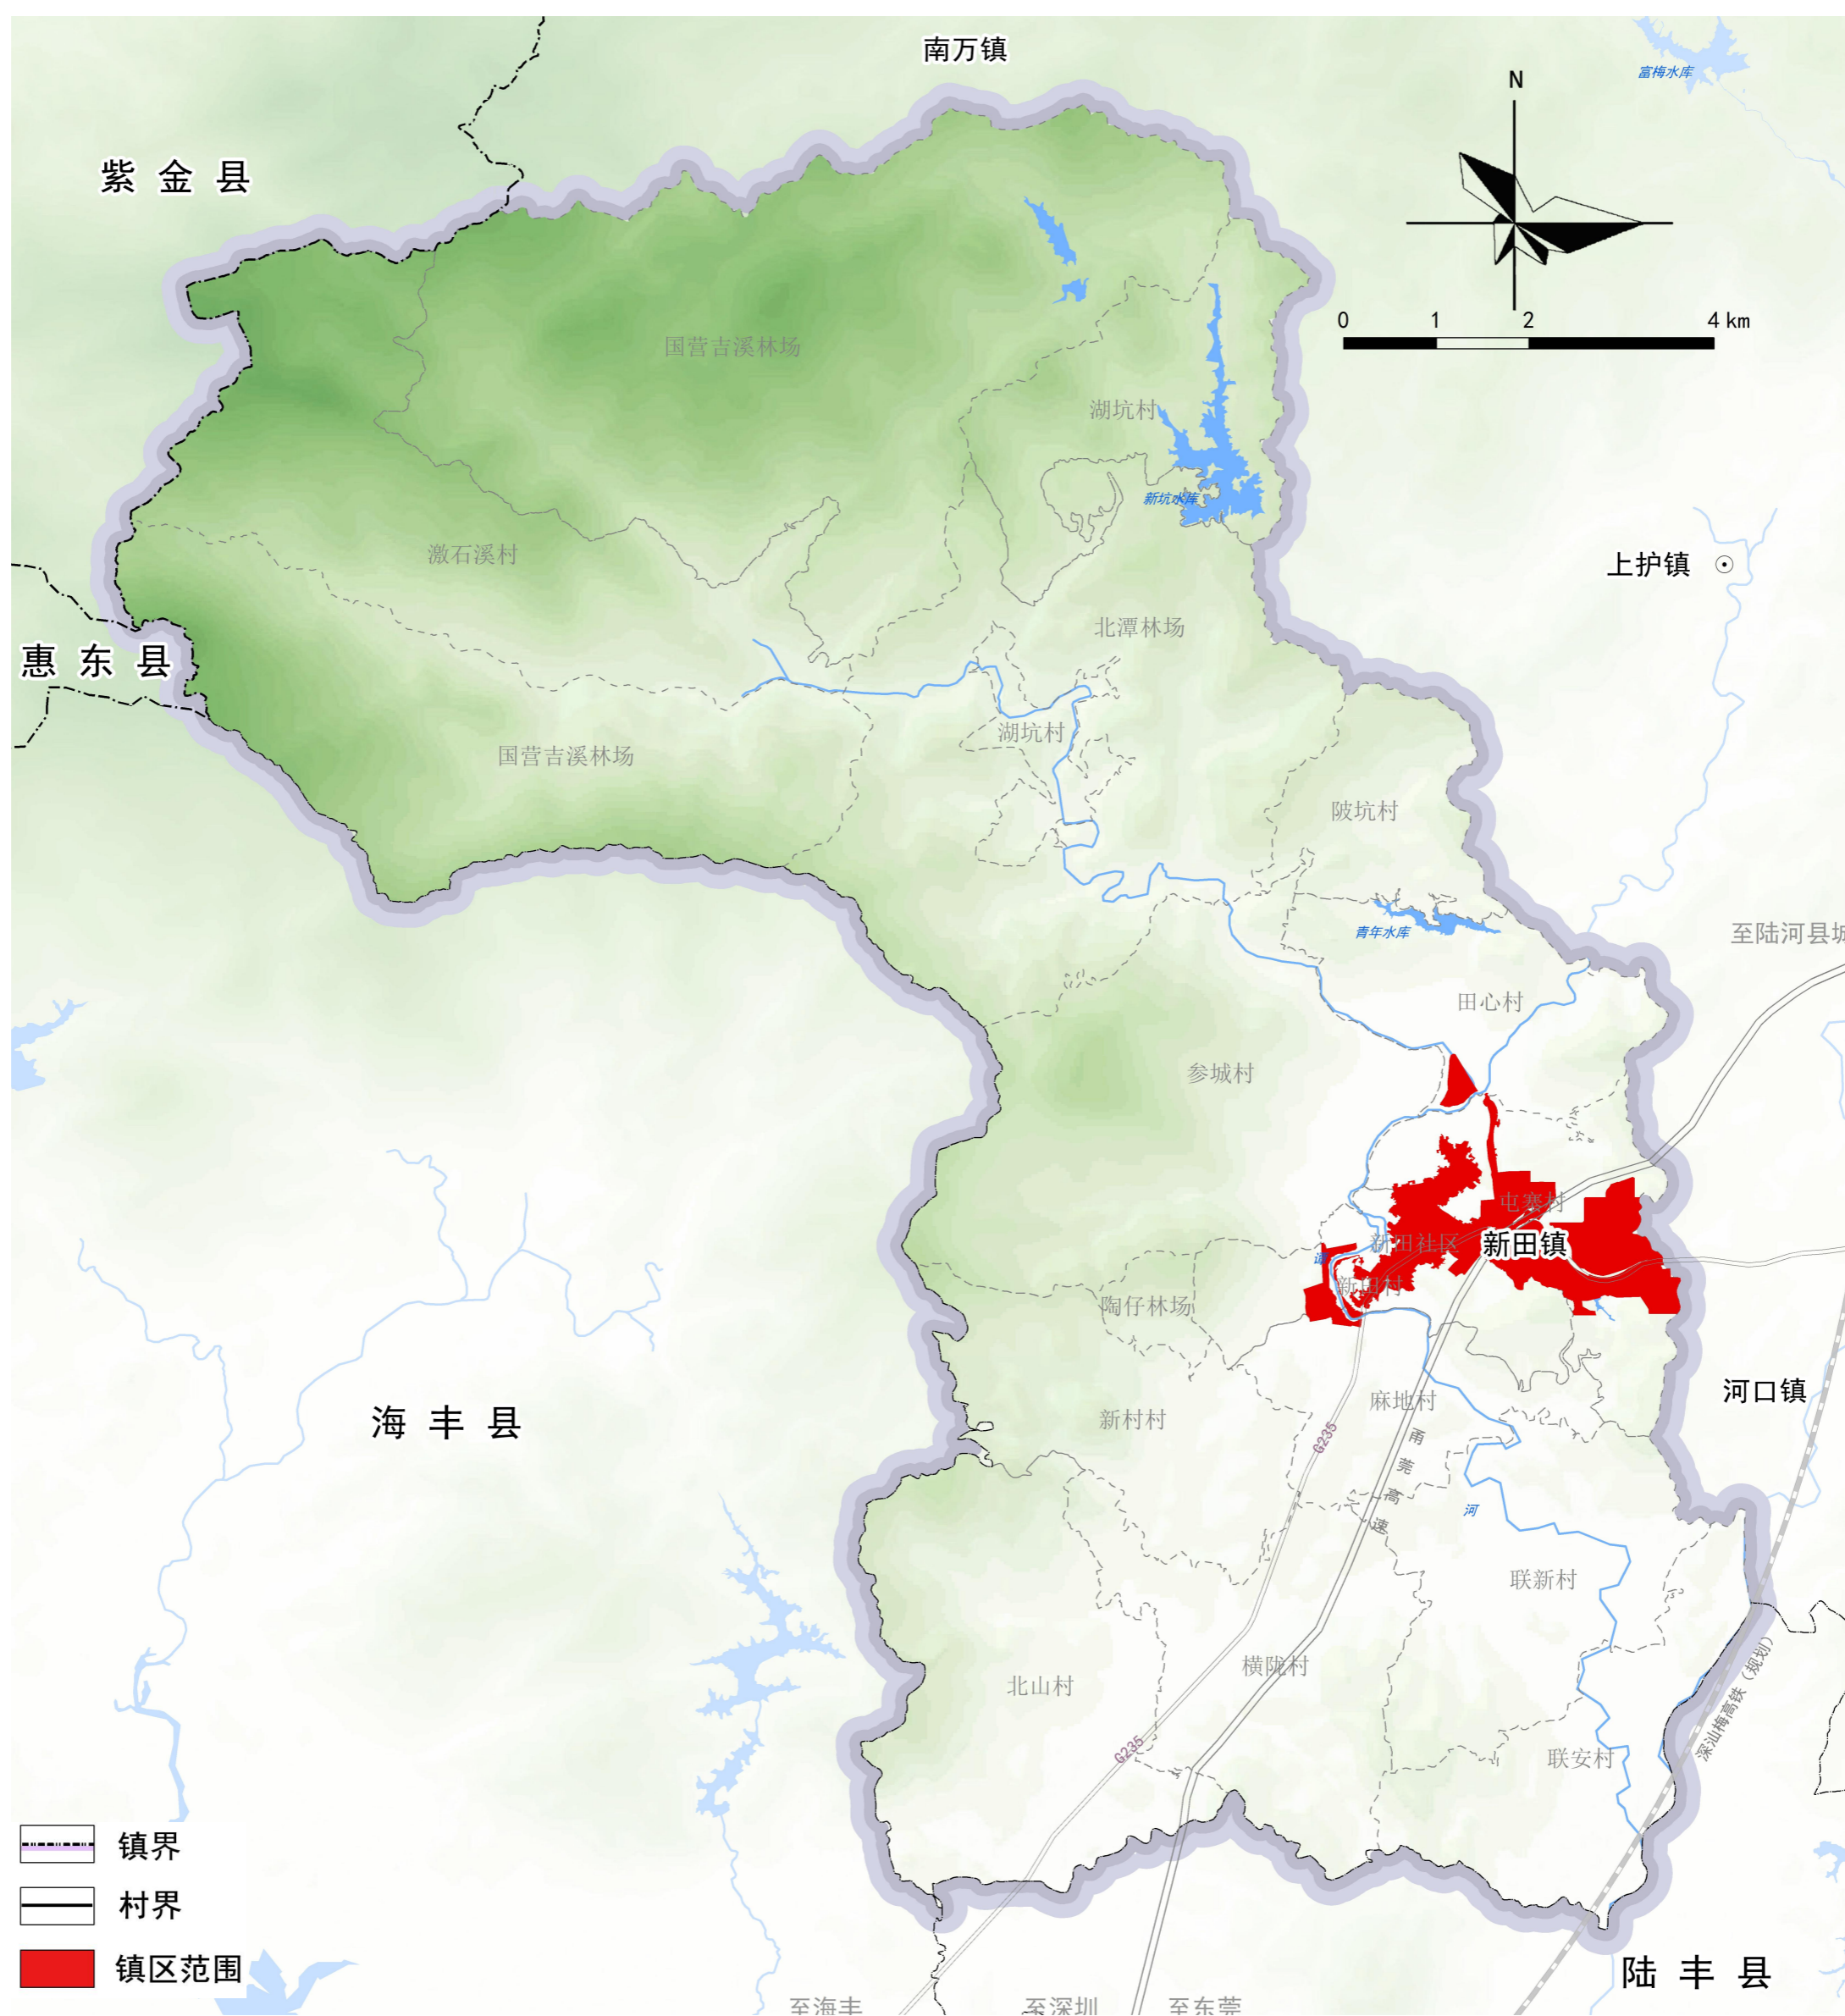 南万镇
富梅水库
N
紫金县
0 1 2 4 km
国营吉溪林场
湖坑村
新坑水库
激石溪村
上护镇
北潭林场
惠东县
湖坑村
国营吉溪林场
陂坑村
青年水库
至陆河县城
田心村
参城村
屯寨村
新田社区
新田镇
新田村
陶仔林场
河口镇
麻地村
新村村
海丰县
G235
甬莞高速
河
联新村
横陇村
北山村
深汕梅高铁（规划）
G235
联安村
镇界
村界
镇区范围
陆丰县
至海丰
至深圳
至东莞